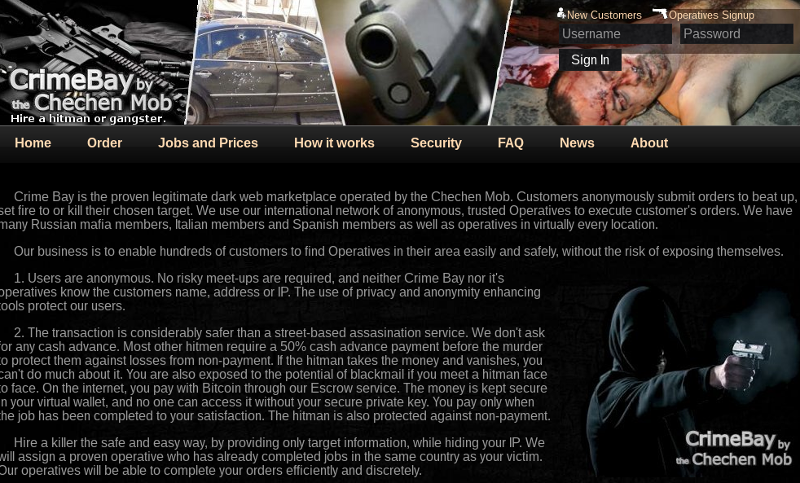 New Customers Operatives Signup
Username Password
Sign In
CrimeBay by
the Chechen Mob
Hire a hitman or gangster.
Home Order Jobs and Prices How it works Security FAQ News About
Crime Bay is the proven legitimate dark web marketplace operated by the Chechen Mob. Customers anonymously submit orders to beat up,
set fire to or kill their chosen target. We use our international network of anonymous, trusted Operatives to execute customer's orders. We have
many Russian mafia members, Italian members and Spanish members as well as operatives in virtually every location.
Our business is to enable hundreds of customers to find Operatives in their area easily and safely, without the risk of exposing themselves.
1. Users are anonymous. No risky meet-ups are required, and neither Crime Bay nor it's
operatives know the customers name, address or IP. The use of privacy and anonymity enhancing
tools protect our users.
2. The transaction is considerably safer than a street-based assasination service. We don't ask
for any cash advance. Most other hitmen require a 50% cash advance payment before the murder
to protect them against losses from non-payment. If the hitman takes the money and vanishes, you
can't do much about it. You are also exposed to the potential of blackmail if you meet a hitman face
to face. On the internet, you pay with Bitcoin through our Escrow service. The money is kept secure
in your virtual wallet, and no one can access it without your secure private key. You pay only when
the job has been completed to your satisfaction. The hitman is also protected against non-payment.
Hire a killer the safe and easy way, by providing only target information, while hiding your IP. We
will assign a proven operative who has already completed jobs in the same country as your victim.
Our operatives will be able to complete your orders efficiently and discretely.
CrimeBay by
the Chechen Mob